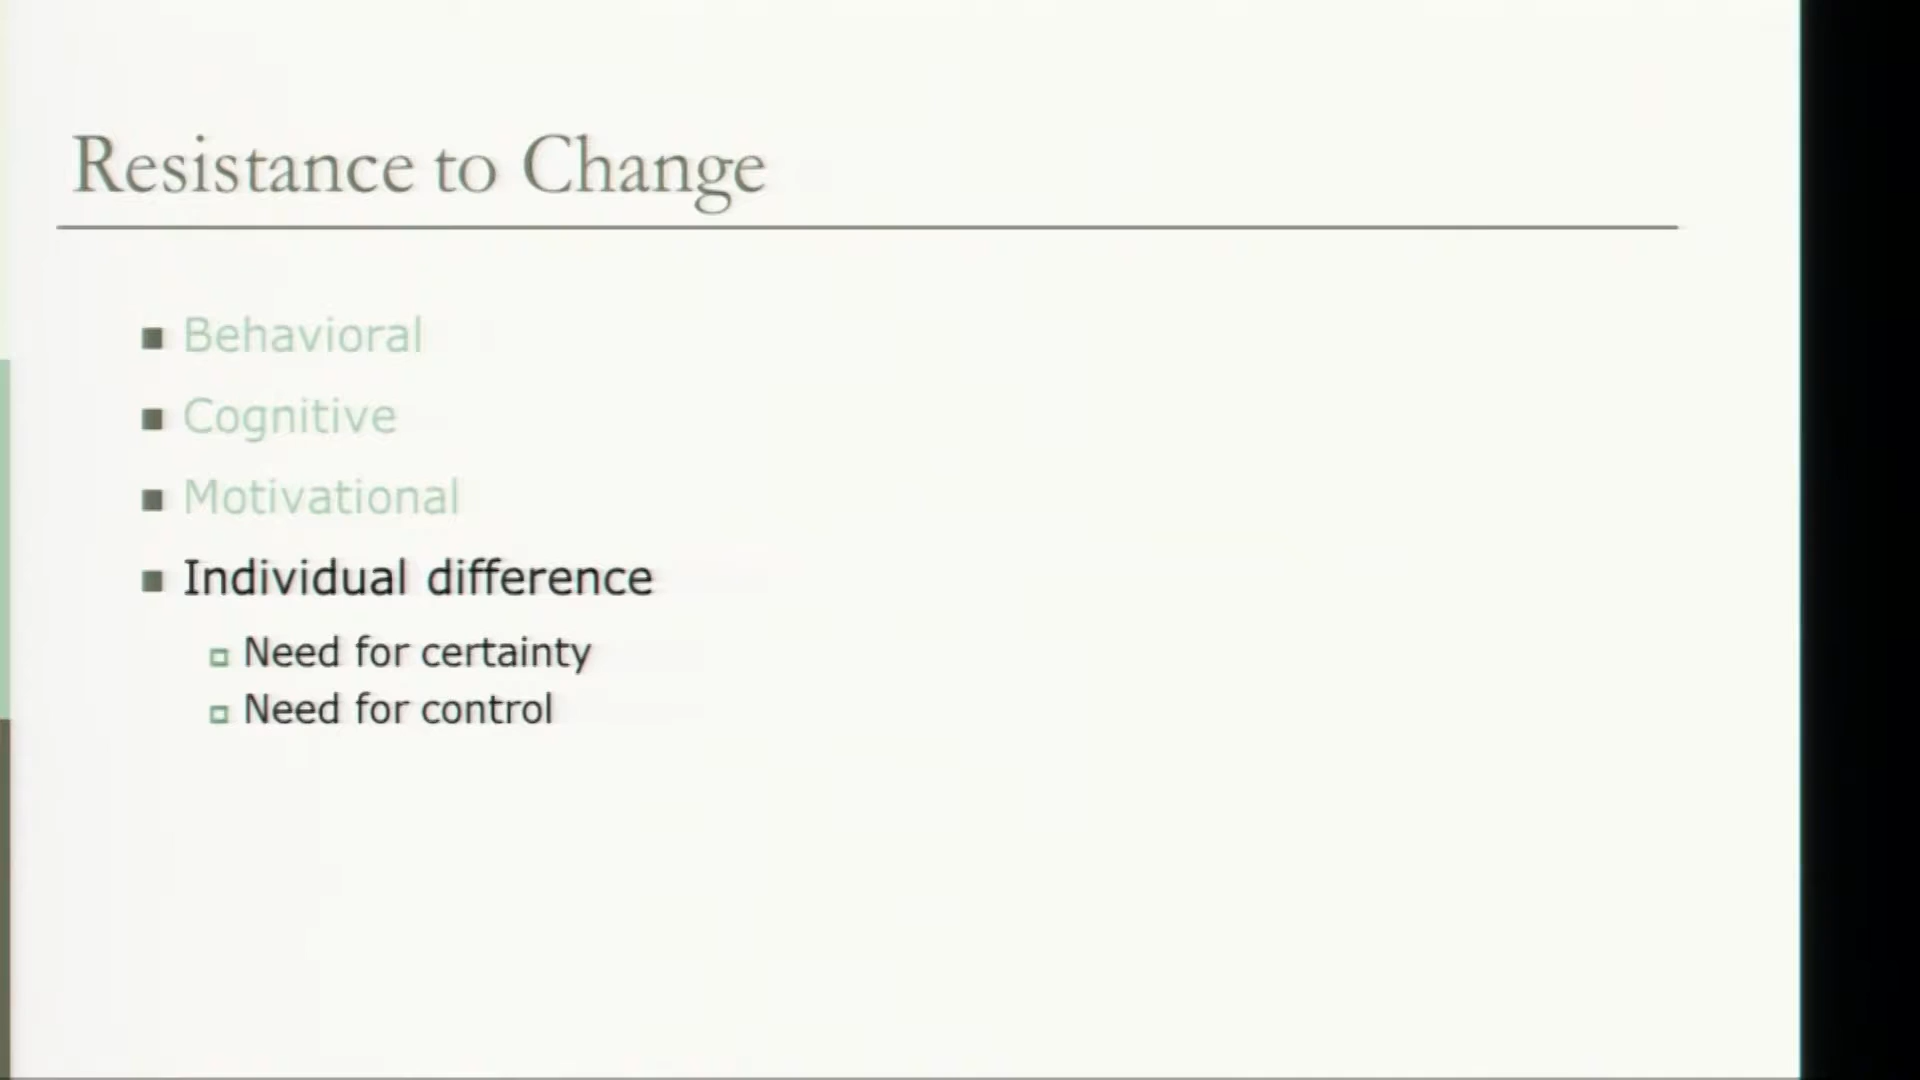 Resistance to Change
Behavioral
Cognitive
Motivational
Individual difference
Need for certainty
Need for control